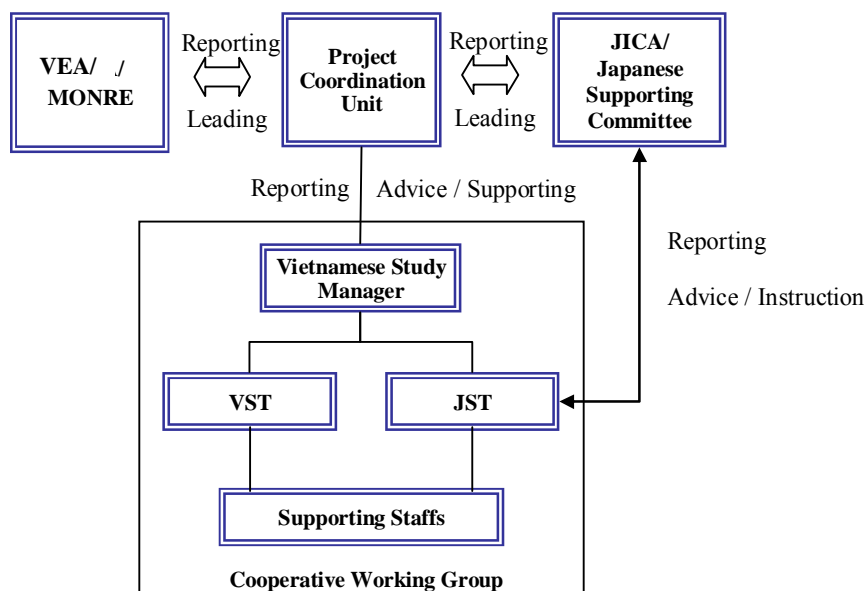 VEA/ ./
MONRE
Reporting
Leading
Project
Coordination
Unit
Reporting
Leading
JICA/
Japanese
Supporting
Committee
Reporting
Advice / Supporting
Reporting
Advice / Instruction
Vietnamese Study
Manager
VST
JST
Supporting Staffs
Cooperative Working Group